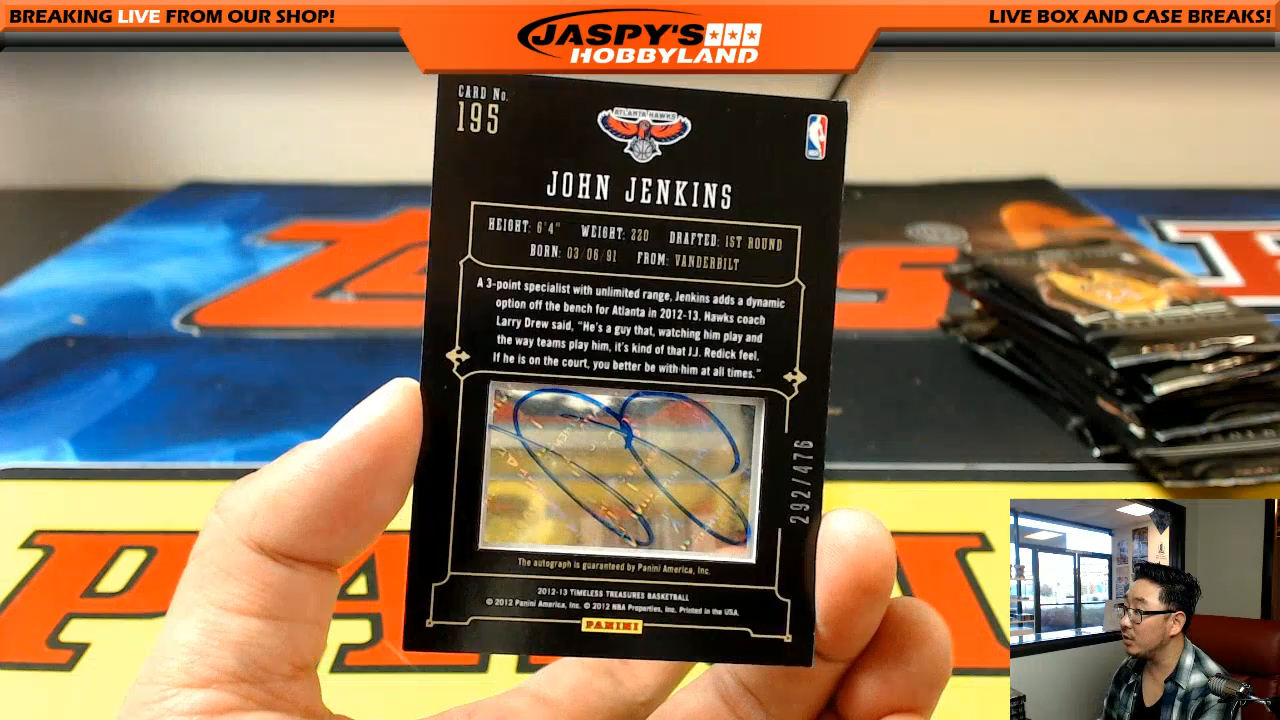 BREAKING LIVE FROM OUR SHOP!
JASPY'S
HOBBYLAND
LIVE BOX AND CASE BREAKS!
CARD No.
195
ATLANTA HAWKS
NBA
JOHN JENKINS
HEIGHT: 6'4" WEIGHT: 220 DRAFTED: 1ST ROUND
BORN: 03/06/91 FROM: VANDERBILT
A 3-point specialist with unlimited range, Jenkins adds a dynamic
option off the bench for Atlanta in 2012-13. Hawks coach
Larry Drew said, "He's a guy that, watching him play and
the way teams play him, it's kind of that J.J. Redick feel.
If he is on the court, you better be with him at all times."
292/476
The autograph is guaranteed by Panini America, Inc.
2012-13 TIMELESS TREASURES BASKETBALL
© 2012 Panini America, Inc. © 2012 NBA Properties, Inc. Printed in the USA.
PANINI